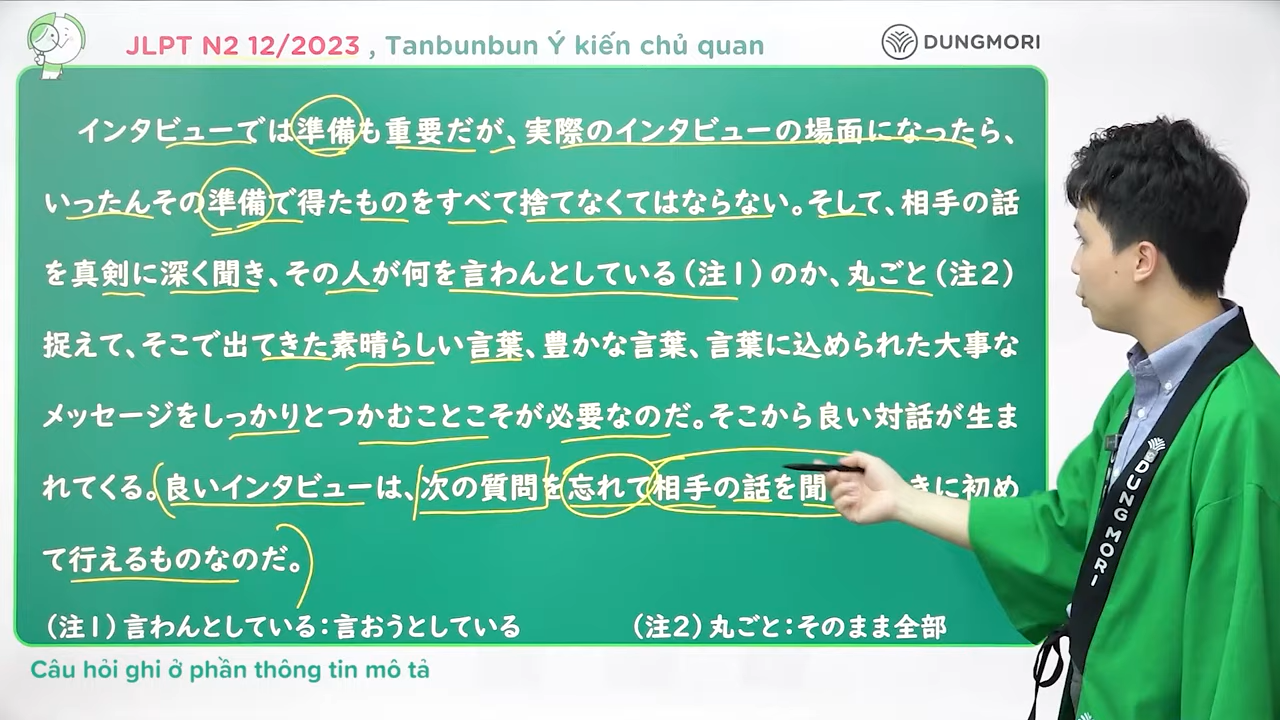 JLPT N2 12/2023 , Tanbunbun Ý kiến chủ quan
DUNGMORI
インタビューでは準備も重要だが、実際のインタビューの場面になったら、
いったんその準備で得たものをすべて捨てなくてはならない。そして、相手の話
を真剣に深く聞き、その人が何を言わんとしている(注1)のか、丸ごと(注2)
捉えて、そこで出てきた素晴らしい言葉、豊かな言葉、言葉に込められた大事な
メッセージをしっかりとつかむことこそが必要なのだ。そこから良い対話が生ま
れてくる。良いインタビューは、次の質問を忘れて相手の話を聞 きに初め
て行えるものなのだ。
(注1)言わんとしている:言おうとしている
(注2)丸ごと:そのまま全部
Câu hỏi ghi ở phần thông tin mô tả
DUNG MORI